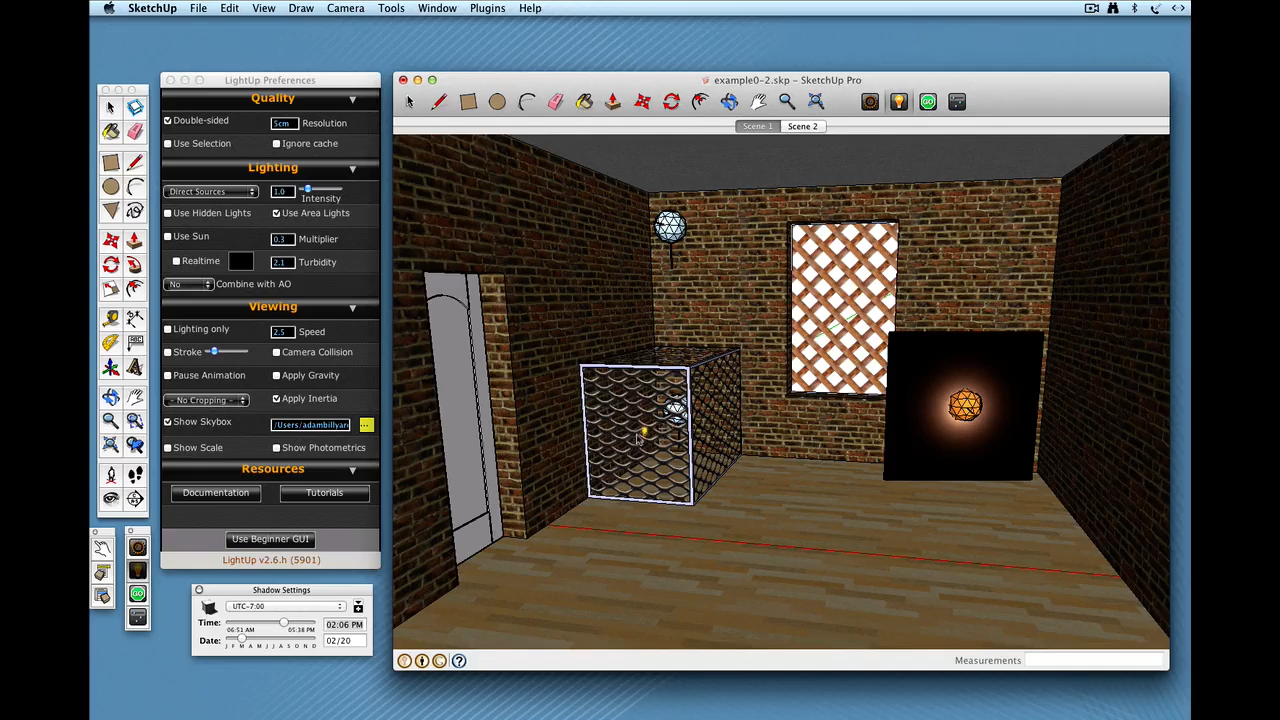 SketchUp File Edit View Draw Camera Tools Window Plugins Help
LightUp Preferences
Quality
Double-sided 5cm Resolution
Use Selection Ignore cache
Lighting
Direct Sources 1.0
Intensity
Use Hidden Lights Use Area Lights
Use Sun 0.3 Multiplier
Realtime 2.1 Turbidity
No Combine with AO
Viewing
Lighting only 2.5 Speed
Stroke Camera Collision
Pause Animation Apply Gravity
- No Cropping - Apply Inertia
Show Skybox /Users/adambillyar ...
Show Scale Show Photometrics
Resources
Documentation Tutorials
Use Beginner GUI
LightUp v2.6.h (5901)
Shadow Settings
UTC-7:00
Time: 02:06 PM
06:51 AM 05:38 PM
Date: 02/20
J F M A M J J A S O N D
example0-2.skp – SketchUp Pro
GO
Scene 1 Scene 2
Measurements